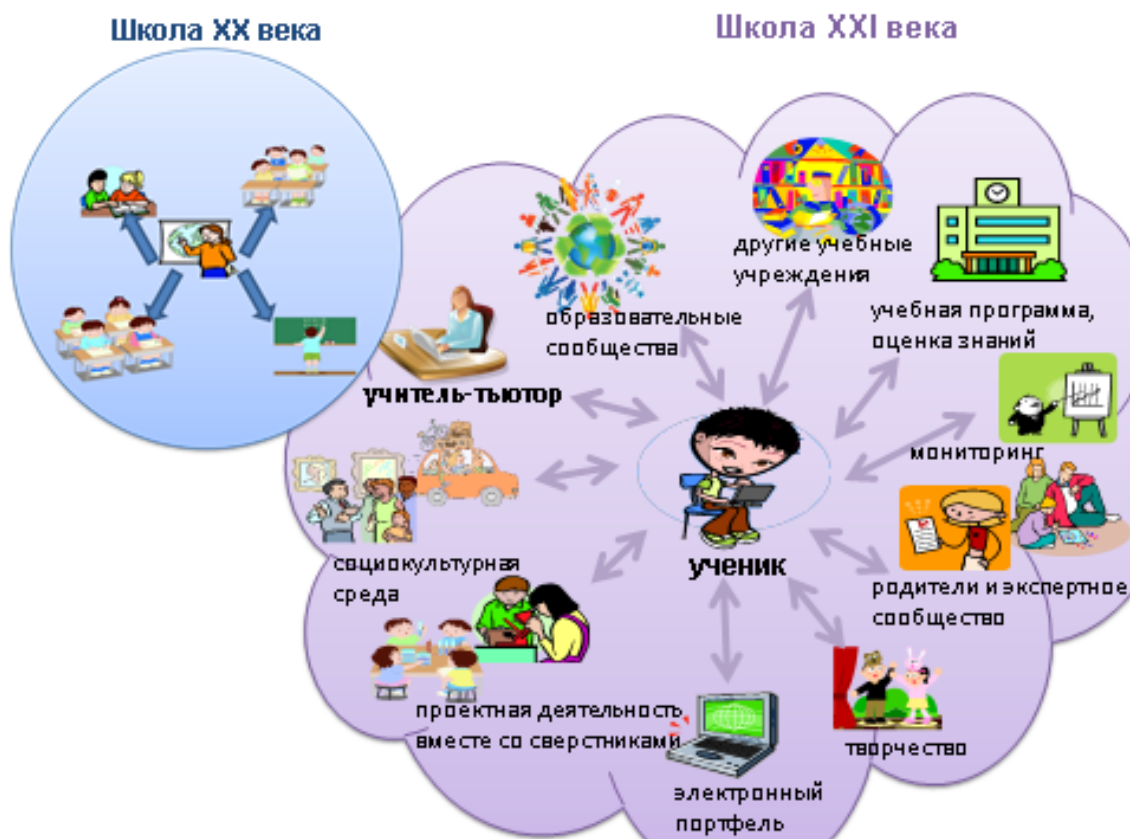 Школа XX века
Школа XXI века
другие учебные
учреждения
образовательные
сообщества
учебная программа,
оценка знаний
учитель-тьютор
мониторинг
социокультурная
среда
ученик
родители и экспертное
сообщество
проектная деятельность
вместе со сверстниками
творчество
электронный
портфель